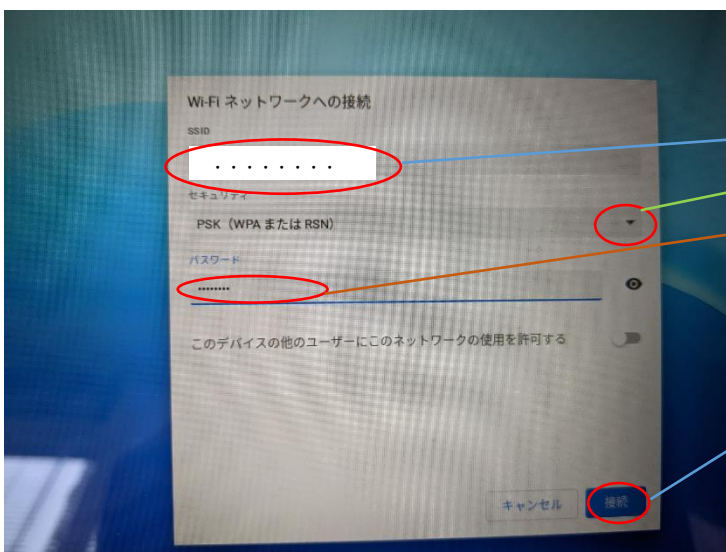 Wi-Fi ネットワークへの接続
SSID
・・・・・・・・
セキュリティ
PSK（WPA または RSN）
パスワード
••••••••
このデバイスの他のユーザーにこのネットワークの使用を許可する
キャンセル 接続